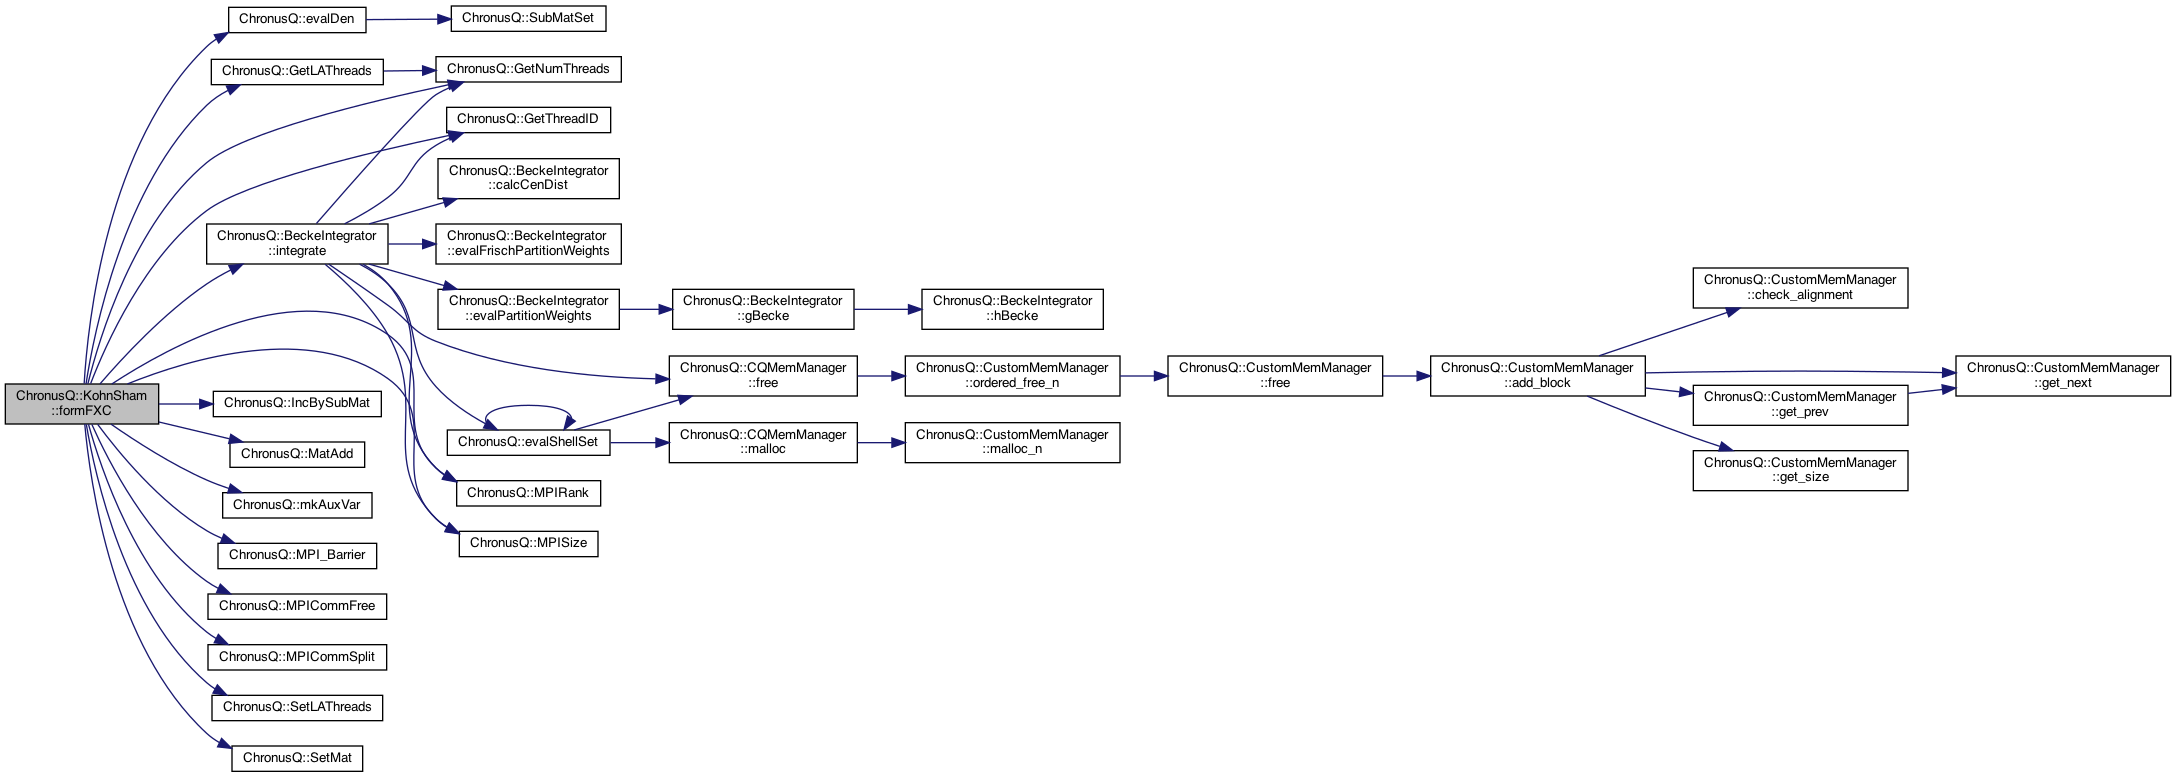 ChronusQ::KohnSham
::formFXC
ChronusQ::evalDen
ChronusQ::SubMatSet
ChronusQ::GetLAThreads
ChronusQ::GetNumThreads
ChronusQ::GetThreadID
ChronusQ::BeckeIntegrator
::integrate
ChronusQ::BeckeIntegrator
::calcCenDist
ChronusQ::BeckeIntegrator
::evalFrischPartitionWeights
ChronusQ::BeckeIntegrator
::evalPartitionWeights
ChronusQ::BeckeIntegrator
::gBecke
ChronusQ::BeckeIntegrator
::hBecke
ChronusQ::CQMemManager
::free
ChronusQ::CustomMemManager
::ordered_free_n
ChronusQ::CustomMemManager
::free
ChronusQ::CustomMemManager
::add_block
ChronusQ::CustomMemManager
::check_alignment
ChronusQ::CustomMemManager
::get_next
ChronusQ::CustomMemManager
::get_prev
ChronusQ::CustomMemManager
::get_size
ChronusQ::evalShellSet
ChronusQ::CQMemManager
::malloc
ChronusQ::CustomMemManager
::malloc_n
ChronusQ::MPIRank
ChronusQ::MPISize
ChronusQ::IncBySubMat
ChronusQ::MatAdd
ChronusQ::mkAuxVar
ChronusQ::MPI_Barrier
ChronusQ::MPICommFree
ChronusQ::MPICommSplit
ChronusQ::SetLAThreads
ChronusQ::SetMat